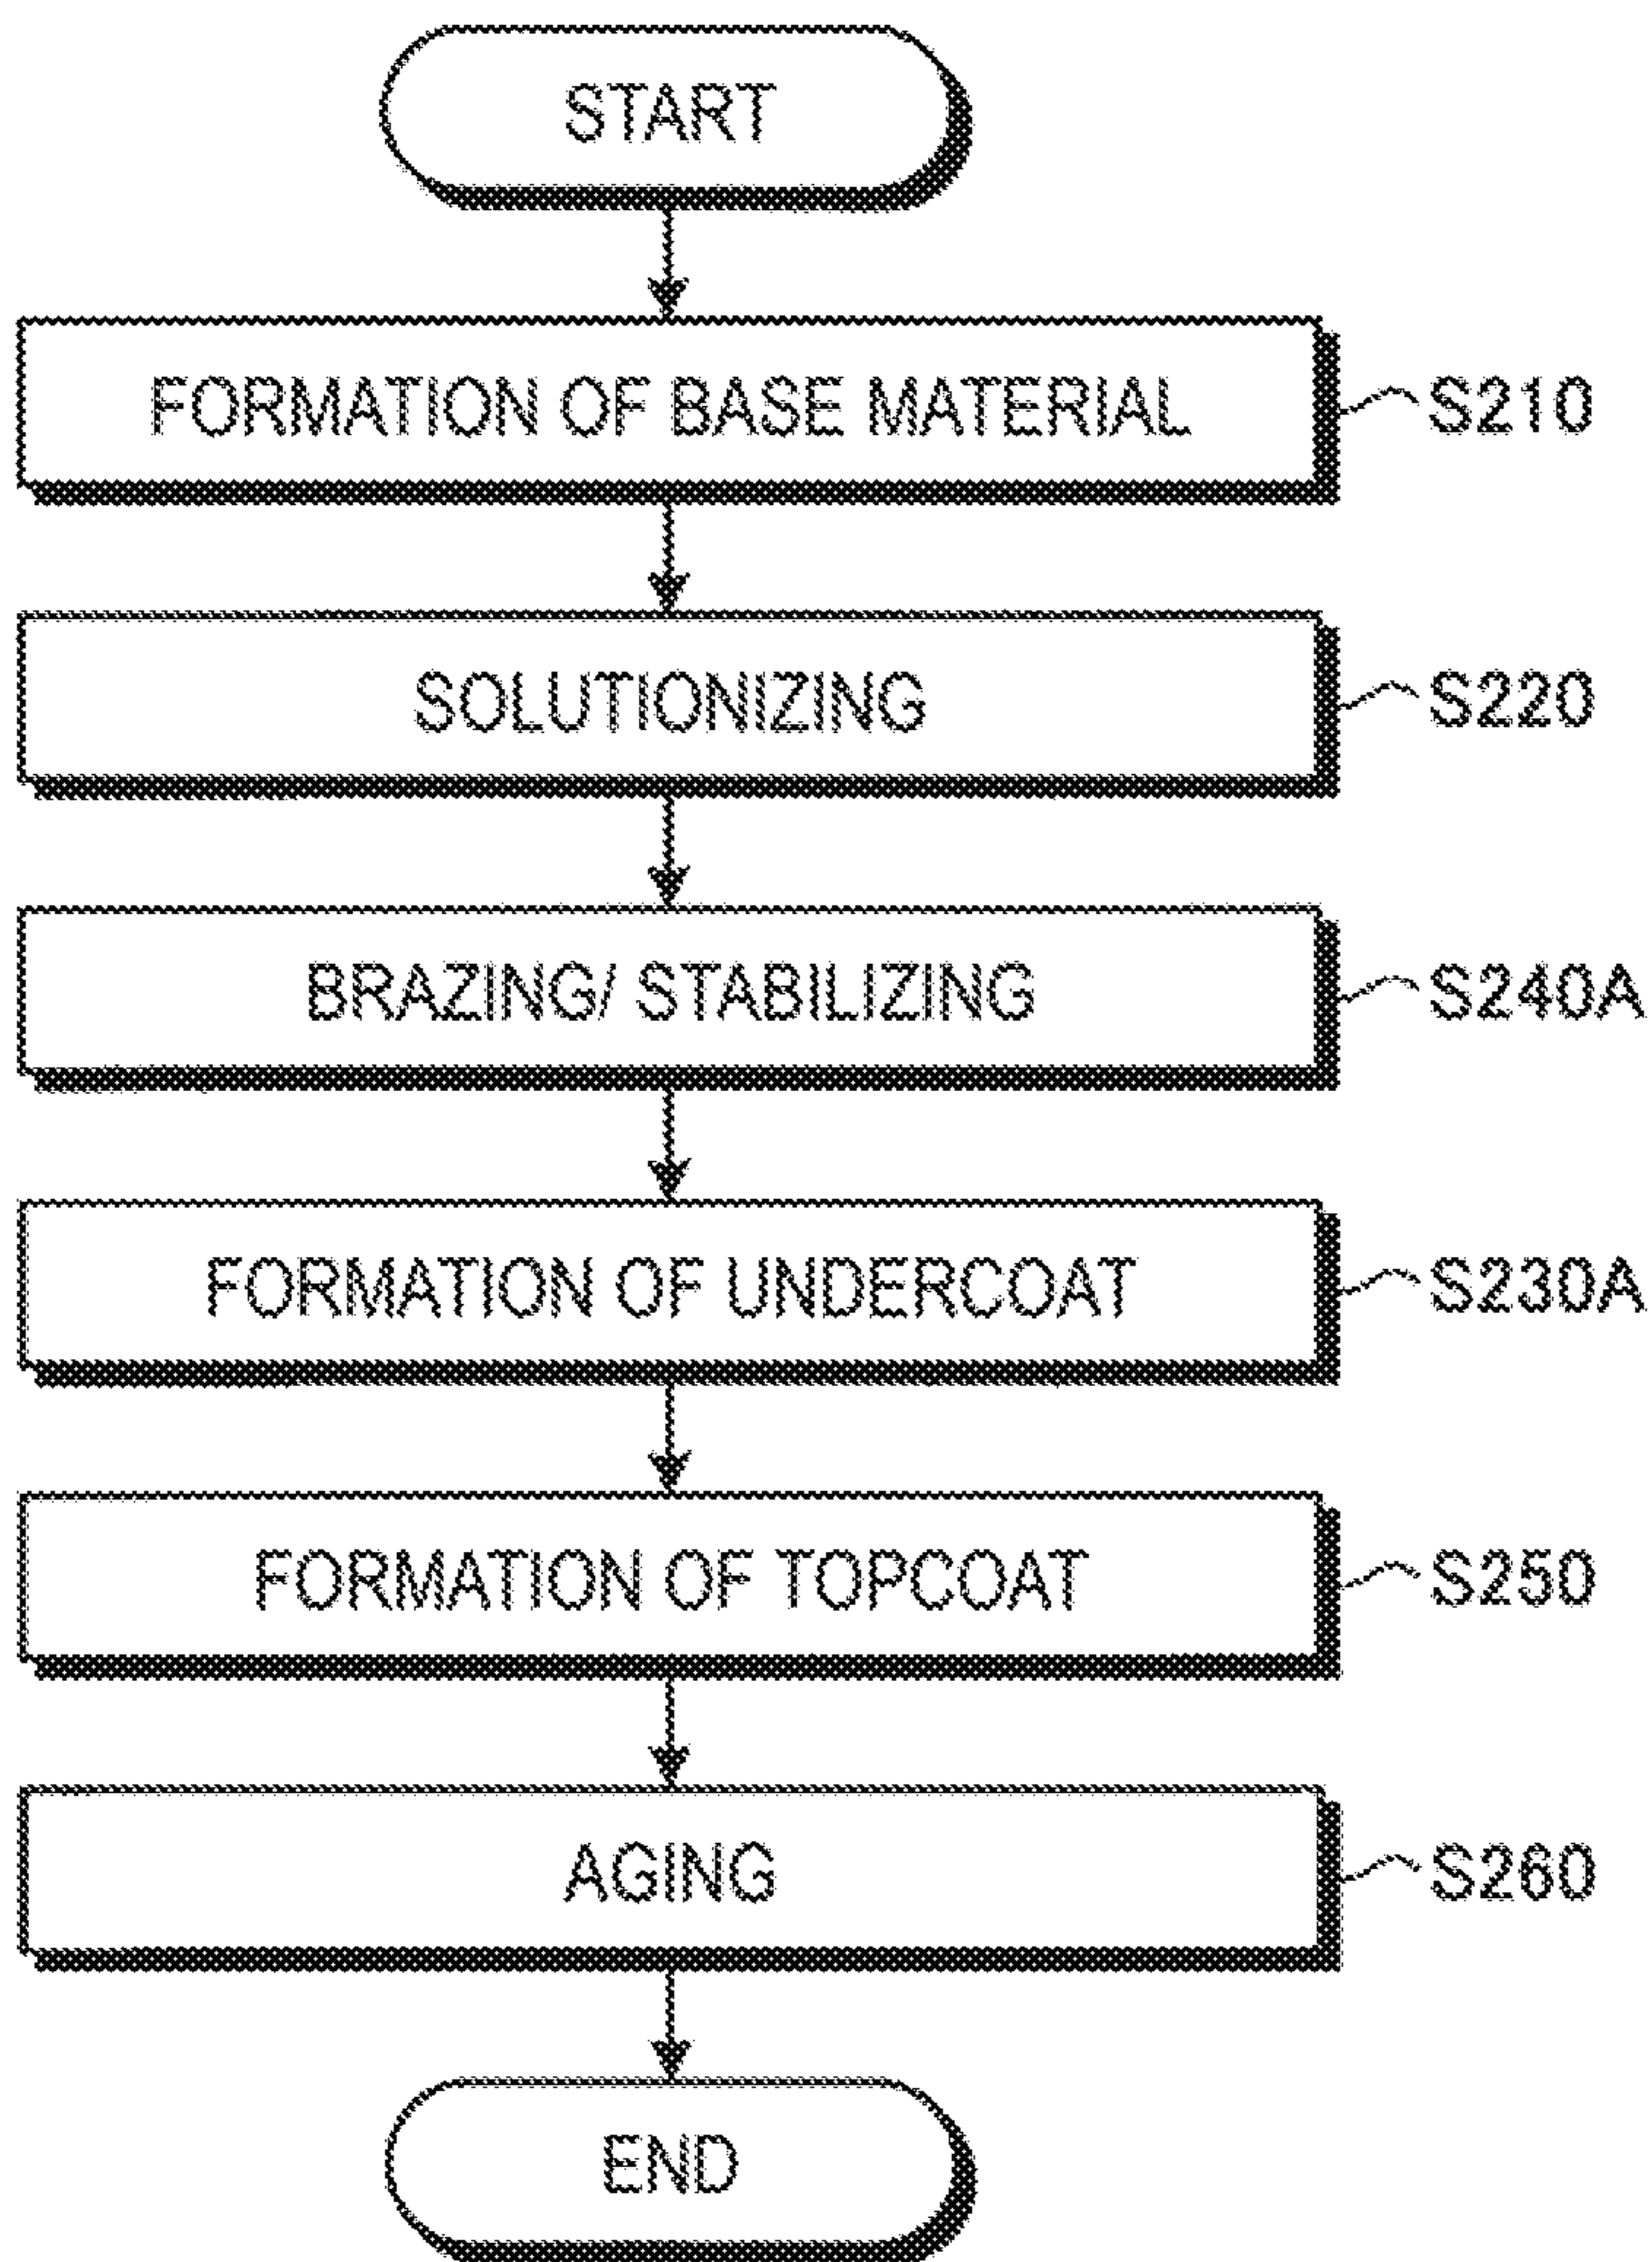 START
FORMATION OF BASE MATERIAL S210
SOLUTIONIZING S220
BRAZING/ STABILIZING S240A
FORMATION OF UNDERCOAT S230A
FORMATION OF TOPCOAT S250
AGING S260
END